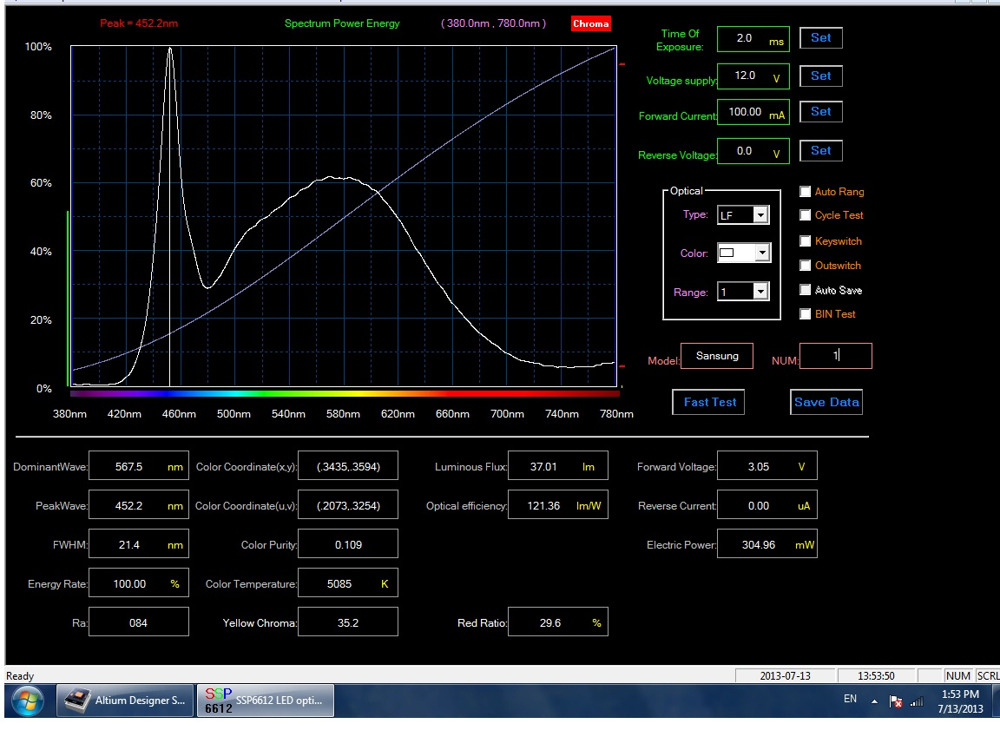 Peak = 452.2nm Spectrum Power Energy ( 380.0nm , 780.0nm ) Chroma
100%
80%
60%
40%
20%
0%
380nm 420nm 460nm 500nm 540nm 580nm 620nm 660nm 700nm 740nm 780nm
Time Of Exposure: 2.0 ms Set
Voltage supply: 12.0 V Set
Forward Current: 100.00 mA Set
Reverse Voltage: 0.0 V Set
Optical
Type: LF
Color:
Range: 1
Auto Rang
Cycle Test
Keyswitch
Outswitch
Auto Save
BIN Test
Model: Sansung NUM: 1
Fast Test Save Data
DominantWave: 567.5 nm Color Coordinate(x,y): (.3435,.3594) Luminous Flux: 37.01 lm Forward Voltage: 3.05 V
PeakWave: 452.2 nm Color Coordinate(u,v): (.2073,.3254) Optical efficiency: 121.36 lm/W Reverse Current: 0.00 uA
FWHM: 21.4 nm Color Purity: 0.109 Electric Power: 304.96 mW
Energy Rate: 100.00 % Color Temperature: 5085 K
Ra: 084 Yellow Chroma: 35.2 Red Ratio: 29.6 %
Ready 2013-07-13 13:53:50 NUM SCRL
Altium Designer S... SSP 6612 SSP6612 LED opti... EN 1:53 PM
7/13/2013